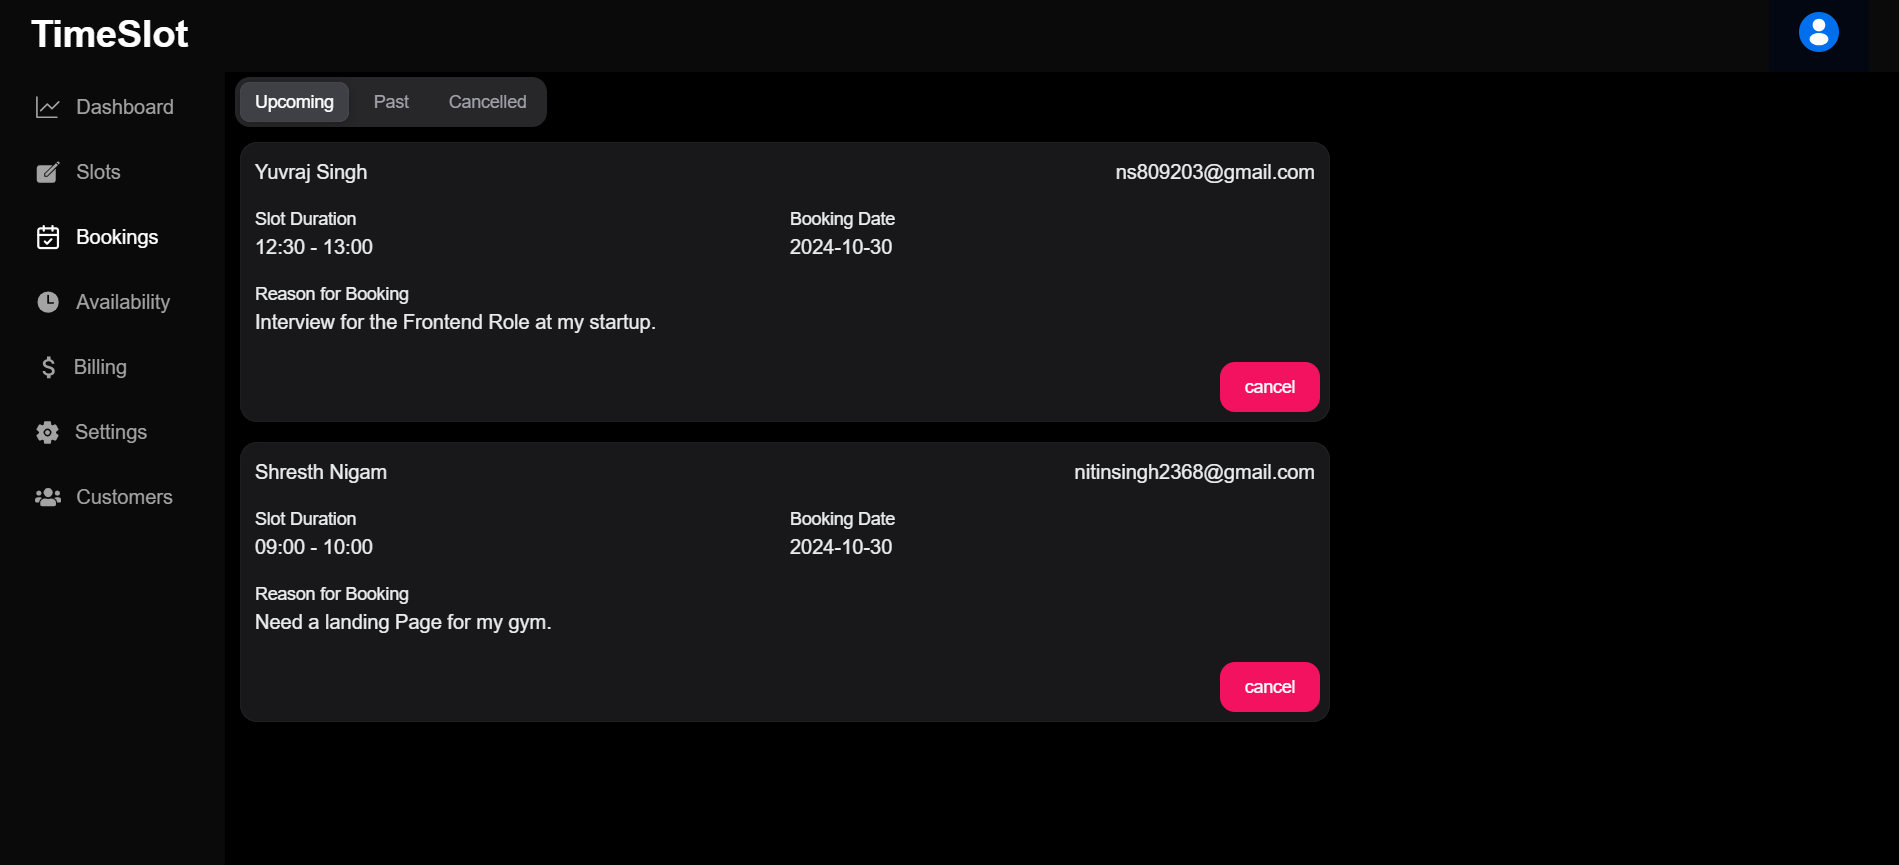 TimeSlot
Dashboard
Slots
Bookings
Availability
Billing
Settings
Customers
Upcoming Past Cancelled
Yuvraj Singh ns809203@gmail.com
Slot Duration Booking Date
12:30 - 13:00 2024-10-30
Reason for Booking
Interview for the Frontend Role at my startup.
cancel
Shresth Nigam nitinsingh2368@gmail.com
Slot Duration Booking Date
09:00 - 10:00 2024-10-30
Reason for Booking
Need a landing Page for my gym.
cancel